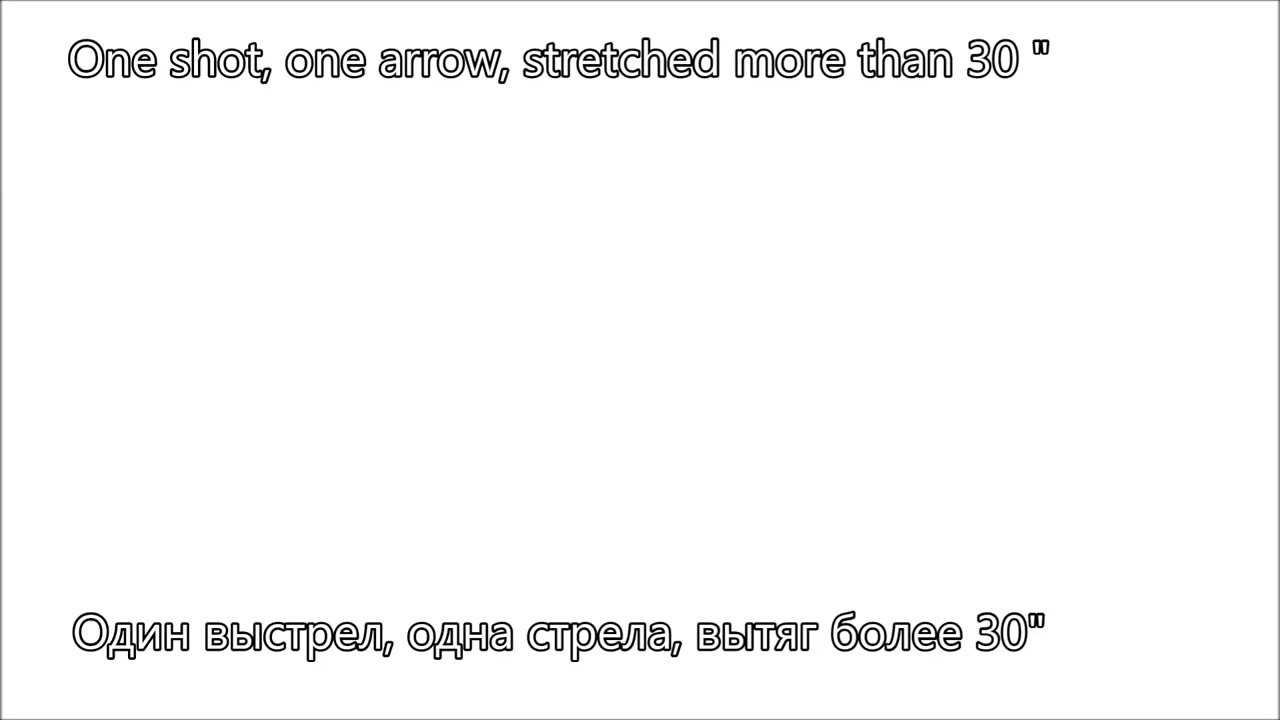 One shot, one arrow, stretched more than 30 "
Один выстрел, одна стрела, вытяг более 30"